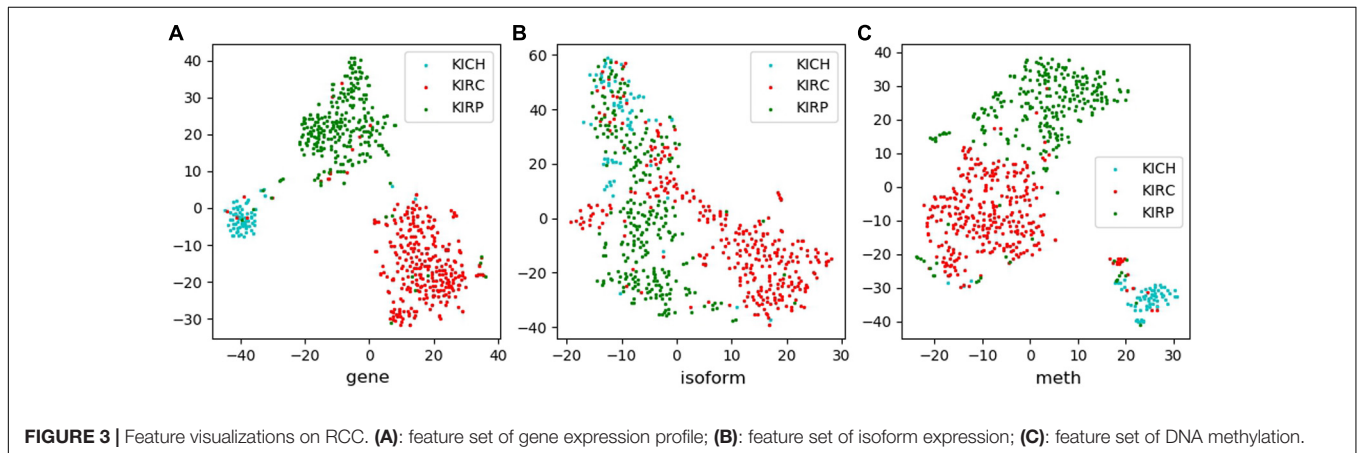 A
B
C
KICH
KIRC
KIRP
40
30
20
10
0
−10
−20
−30
−40
−20
0
20
40
gene
KICH
KIRC
KIRP
60
40
20
0
−20
−40
−20
−10
0
10
20
30
isoform
KICH
KIRC
KIRP
40
30
20
10
0
−10
−20
−30
−40
−20
−10
0
10
20
30
meth
FIGURE 3 | Feature visualizations on RCC. (A): feature set of gene expression profile; (B): feature set of isoform expression; (C): feature set of DNA methylation.